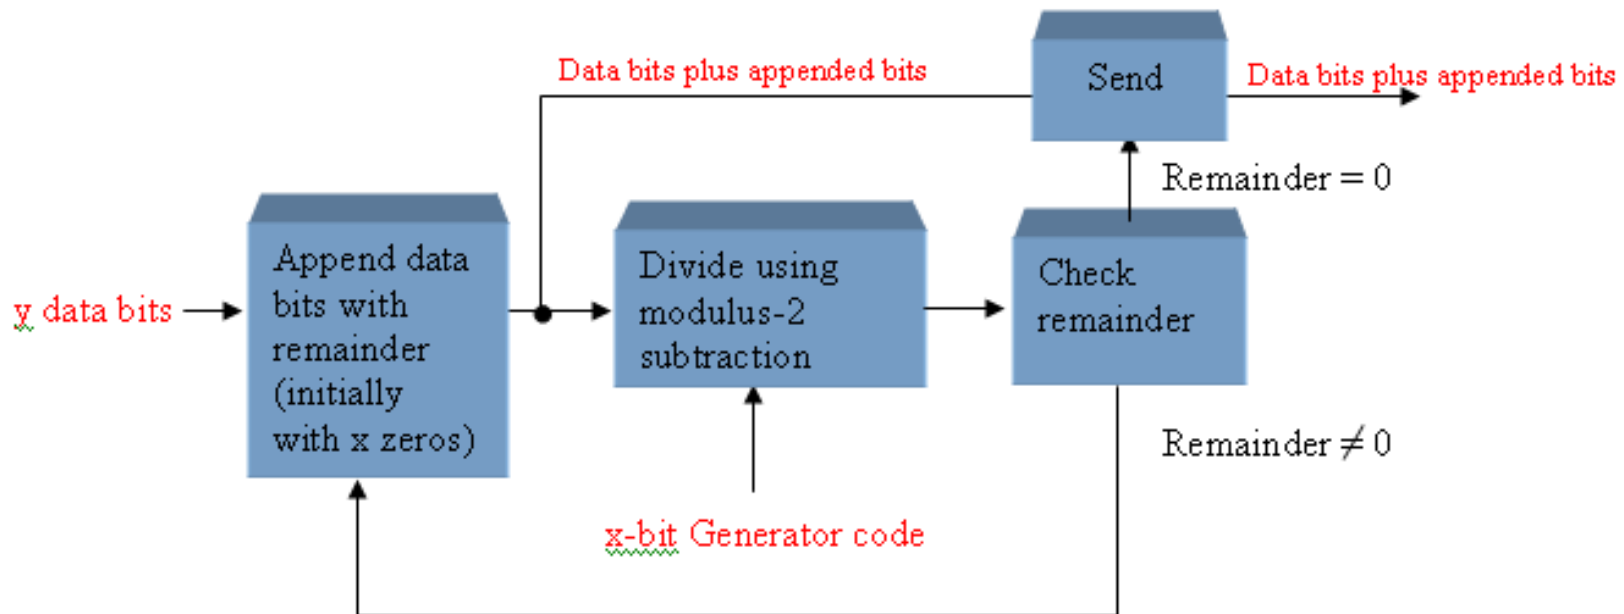 Data bits plus appended bits
Send
Data bits plus appended bits
Remainder = 0
y data bits
Append data
bits with
remainder
(initially
with x zeros)
Divide using
modulus-2
subtraction
Check
remainder
Remainder ≠ 0
x-bit Generator code